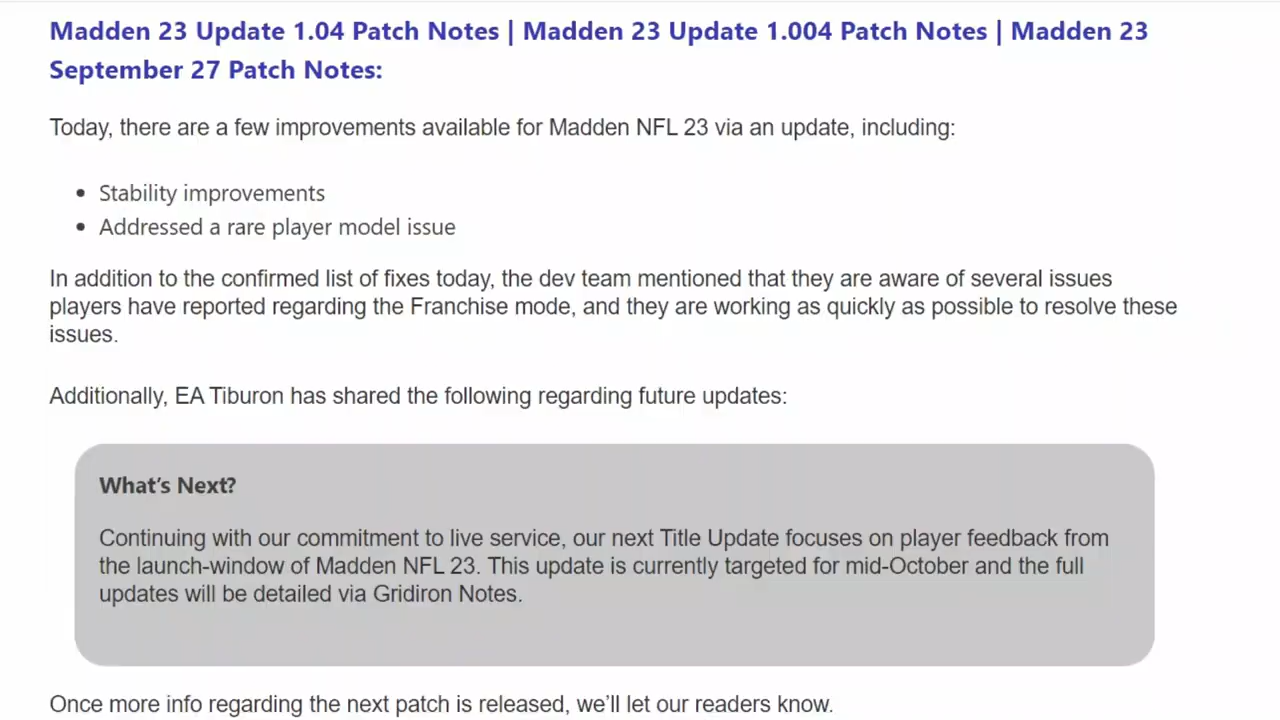 Madden 23 Update 1.04 Patch Notes | Madden 23 Update 1.004 Patch Notes | Madden 23
September 27 Patch Notes:
Today, there are a few improvements available for Madden NFL 23 via an update, including:
• Stability improvements
• Addressed a rare player model issue
In addition to the confirmed list of fixes today, the dev team mentioned that they are aware of several issues
players have reported regarding the Franchise mode, and they are working as quickly as possible to resolve these
issues.
Additionally, EA Tiburon has shared the following regarding future updates:
What’s Next?
Continuing with our commitment to live service, our next Title Update focuses on player feedback from
the launch-window of Madden NFL 23. This update is currently targeted for mid-October and the full
updates will be detailed via Gridiron Notes.
Once more info regarding the next patch is released, we’ll let our readers know.